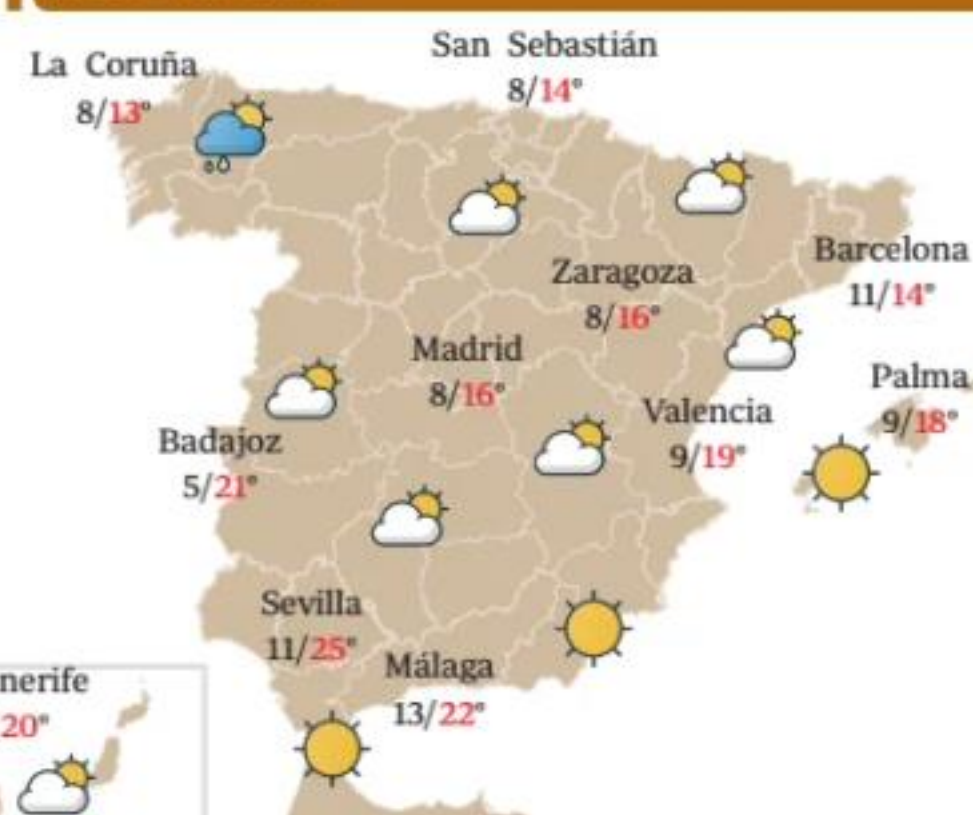 La Coruña
8/13°
San Sebastián
8/14°
Barcelona
11/14°
Zaragoza
8/16°
Madrid
8/16°
Palma
9/18°
Valencia
9/19°
Badajoz
5/21°
Sevilla
11/25°
Málaga
13/22°
nerife
20°